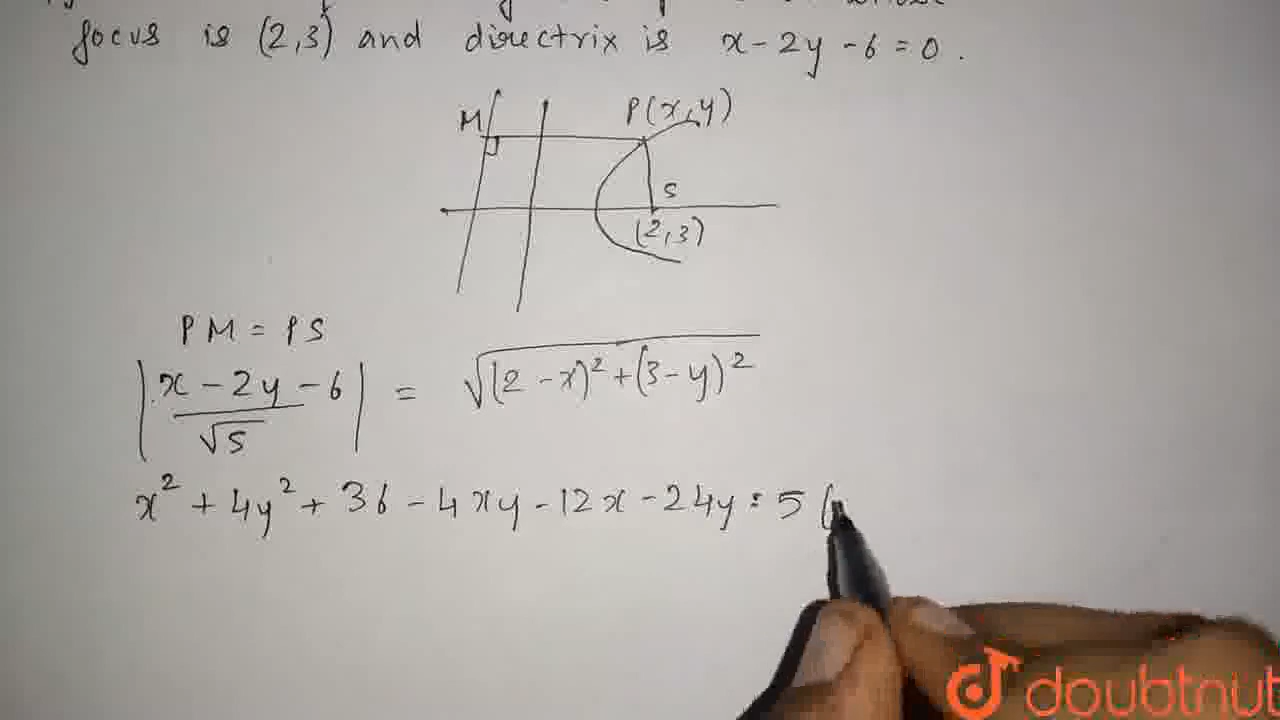 focus is (2,3) and directrix is x - 2y - 6 = 0 .
M P(x,y)
S
(2,3)
PM = PS
|x - 2y - 6 / √5| = √(2 - x)² + (3 - y)²
x² + 4y² + 36 - 4xy - 12x - 24y = 5 (
doubtnut